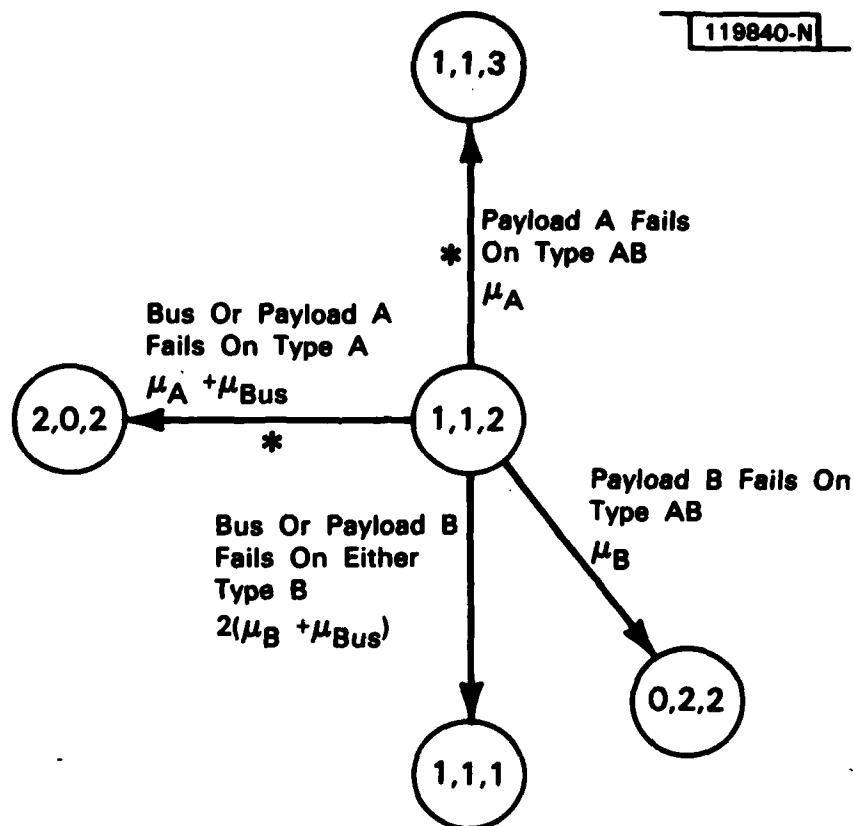 119840-N
1,1,3
Payload A Fails
On Type AB
*
μA
Bus Or Payload A
Fails On Type A
μA +μBus
*
2,0,2
1,1,2
Payload B Fails On
Type AB
μB
Bus Or Payload B
Fails On Either
Type B
2(μB +μBus)
0,2,2
1,1,1